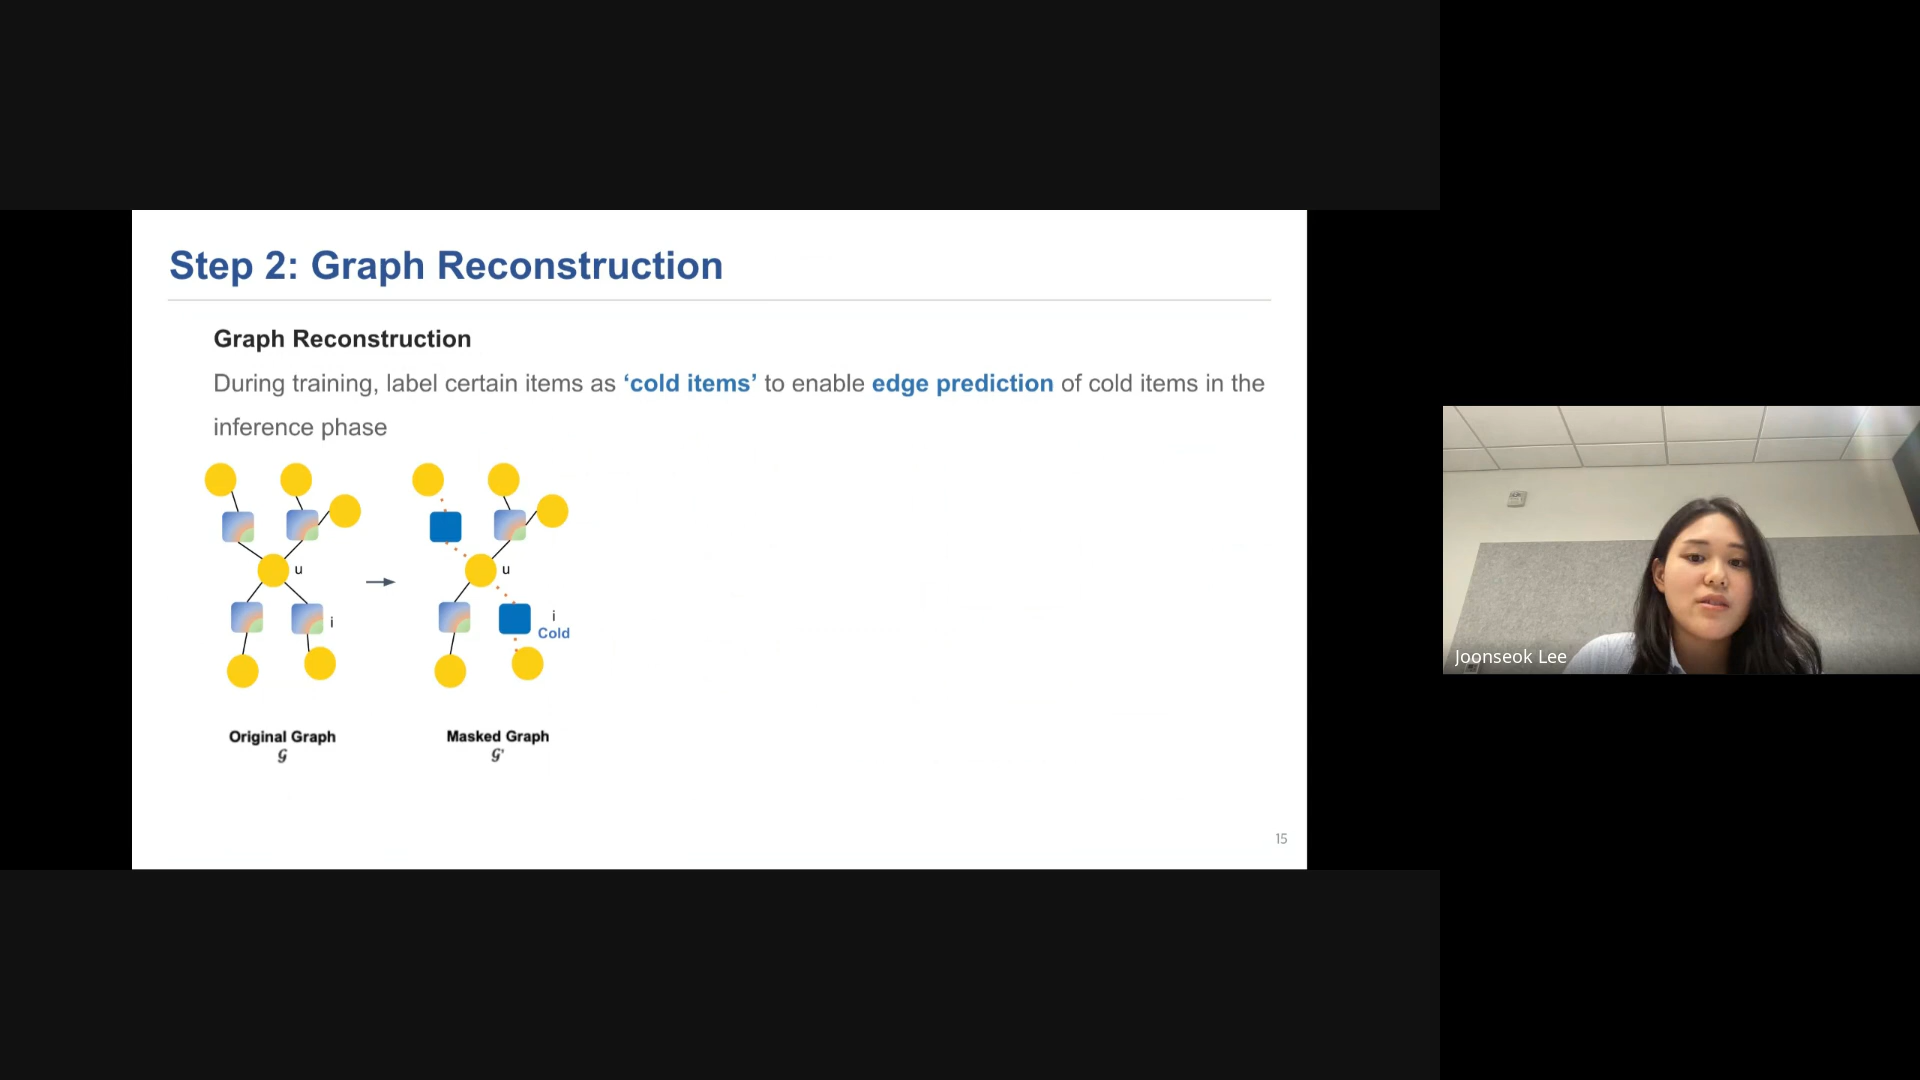 Step 2: Graph Reconstruction
Graph Reconstruction
During training, label certain items as ‘cold items’ to enable edge prediction of cold items in the
inference phase
u
i
u
i
Cold
Original Graph
𝒢
Masked Graph
𝒢'
15
Joonseok Lee